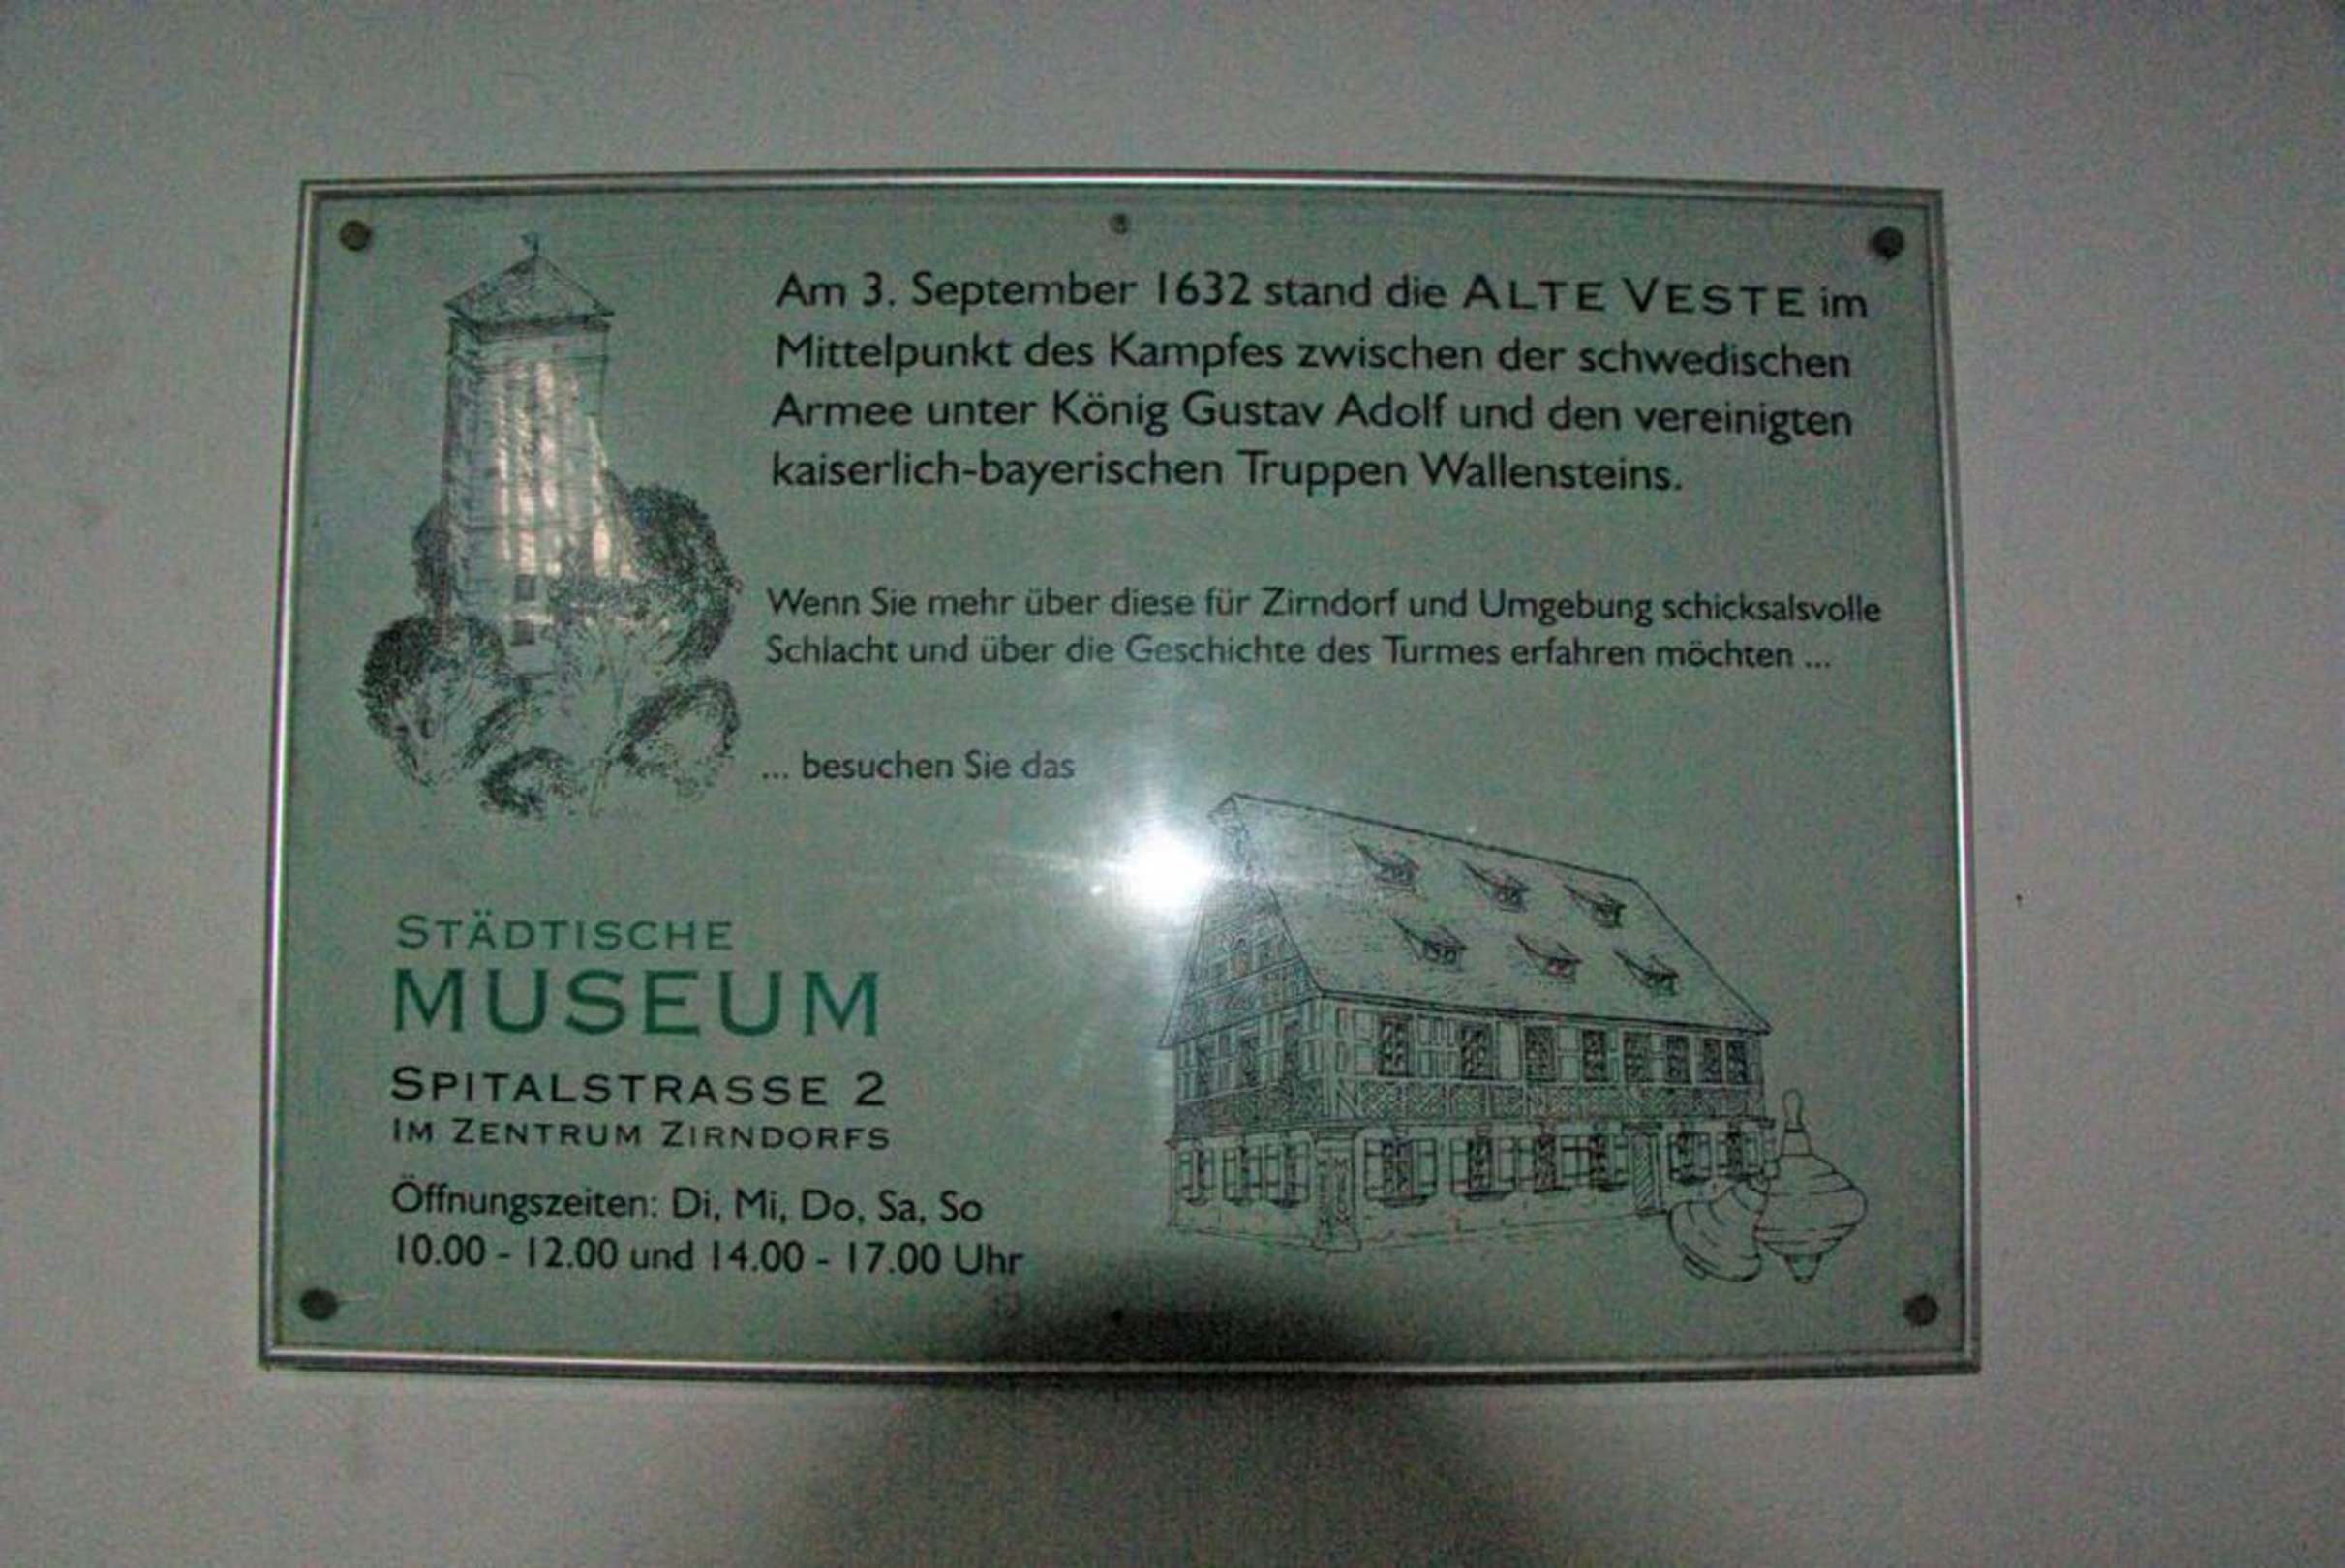 Am 3. September 1632 stand die ALTE VESTE im
Mittelpunkt des Kampfes zwischen der schwedischen
Armee unter König Gustav Adolf und den vereinigten
kaiserlich-bayerischen Truppen Wallensteins.
Wenn Sie mehr über diese für Zirndorf und Umgebung schicksalsvolle
Schlacht und über die Geschichte des Turmes erfahren möchten ...
... besuchen Sie das
STÄDTISCHE
MUSEUM
SPITALSTRASSE 2
IM ZENTRUM ZIRNDORFS
Öffnungszeiten: Di, Mi, Do, Sa, So
10.00 - 12.00 und 14.00 - 17.00 Uhr